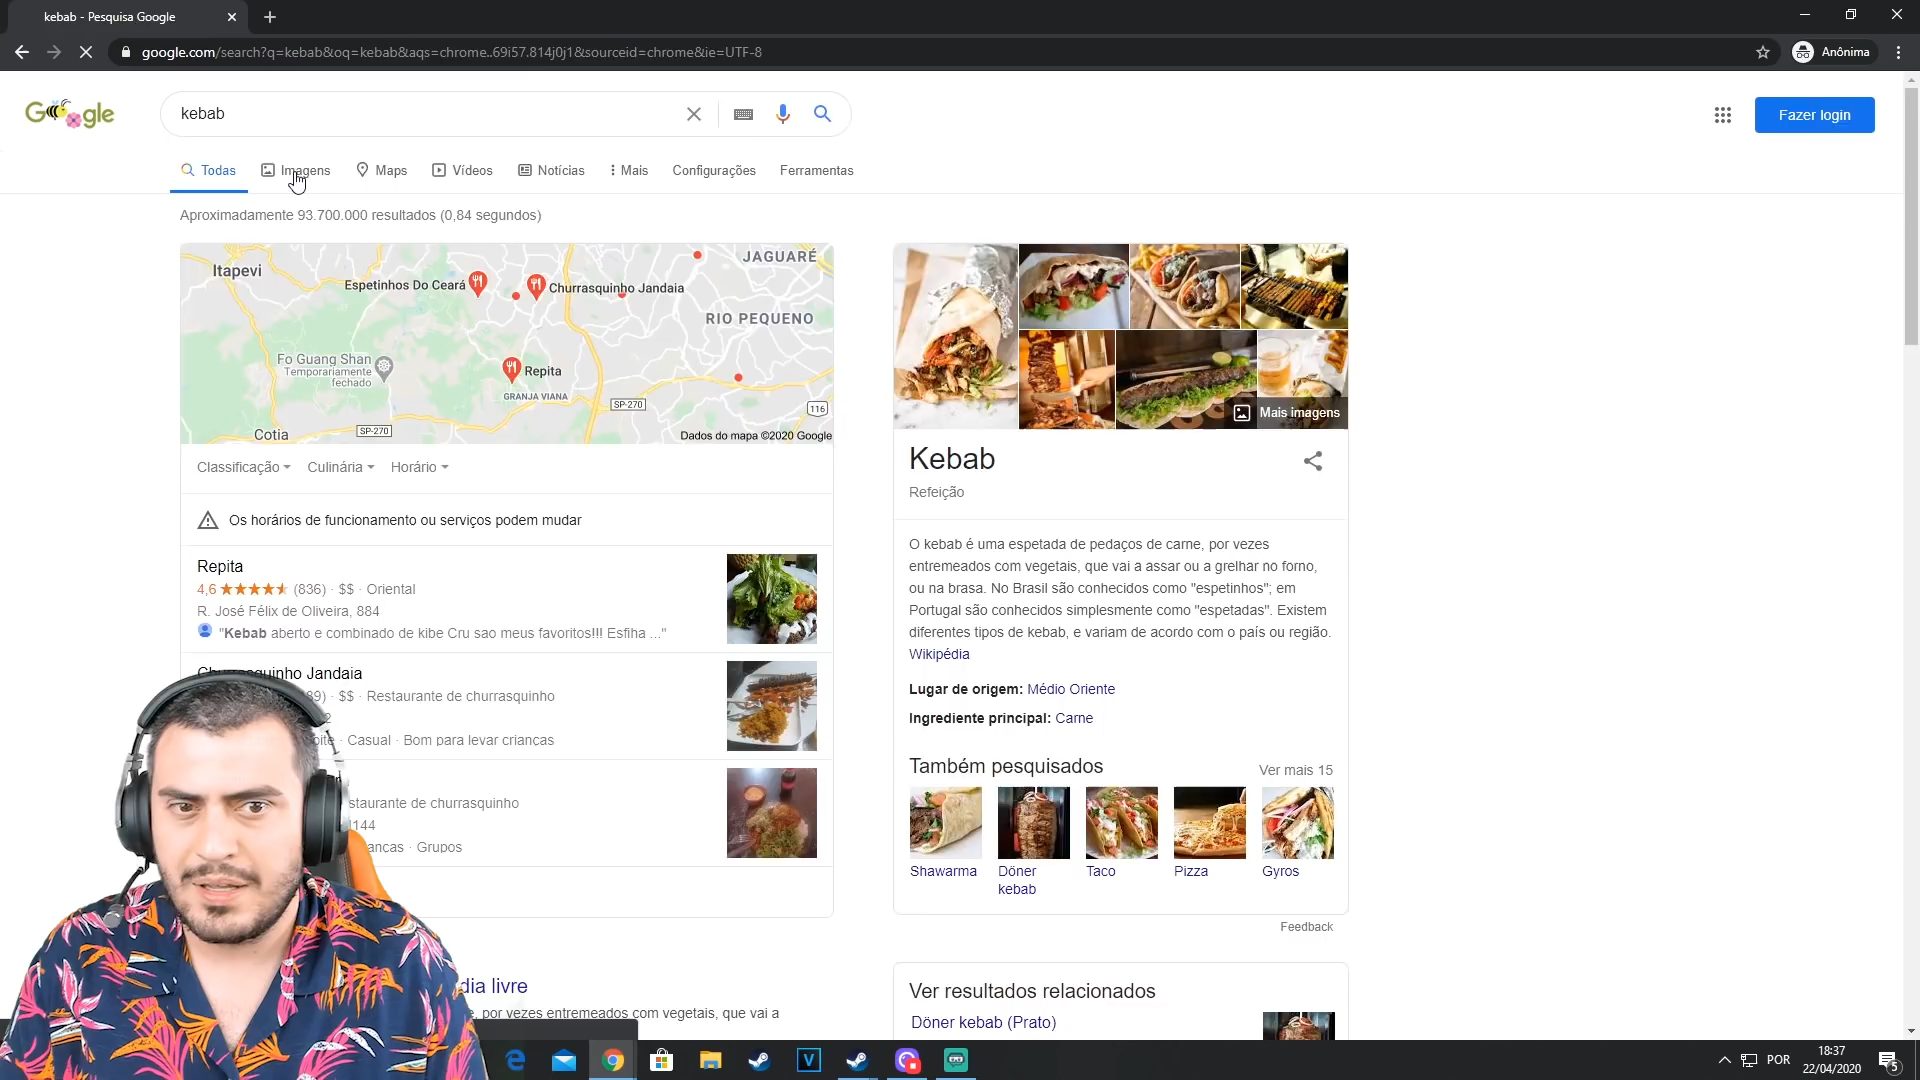 kebab - Pesquisa Google
google.com/search?q=kebab&oq=kebab&aqs=chrome..69i57.814j0j1&sourceid=chrome&ie=UTF-8
Anônima
Google
kebab
Fazer login
Todas
Imagens
Maps
Vídeos
Notícias
Mais
Configurações
Ferramentas
Aproximadamente 93.700.000 resultados (0,84 segundos)
Itapevi
JAGUARÉ
Espetinhos Do Ceará
Churrasquinho Jandaia
RIO PEQUENO
Fo Guang Shan
Temporariamente
fechado
Repita
GRANJA VIANA
SP-270
116
Cotia
SP-270
Dados do mapa ©2020 Google
Classificação
Culinária
Horário
Os horários de funcionamento ou serviços podem mudar
Repita
4,6 (836) · $$ · Oriental
R. José Félix de Oliveira, 884
"Kebab aberto e combinado de kibe Cru sao meus favoritos!!! Esfiha ..."
Churrasquinho Jandaia
89) · $$ · Restaurante de churrasquinho
2
oite · Casual · Bom para levar crianças
staurante de churrasquinho
144
anças · Grupos
dia livre
, por vezes entremeados com vegetais, que vai a
Mais imagens
Kebab
Refeição
O kebab é uma espetada de pedaços de carne, por vezes
entremeados com vegetais, que vai a assar ou a grelhar no forno,
ou na brasa. No Brasil são conhecidos como "espetinhos"; em
Portugal são conhecidos simplesmente como "espetadas". Existem
diferentes tipos de kebab, e variam de acordo com o país ou região.
Wikipédia
Lugar de origem: Médio Oriente
Ingrediente principal: Carne
Também pesquisados
Ver mais 15
Shawarma
Döner
kebab
Taco
Pizza
Gyros
Feedback
Ver resultados relacionados
Döner kebab (Prato)
POR
18:37
22/04/2020
5